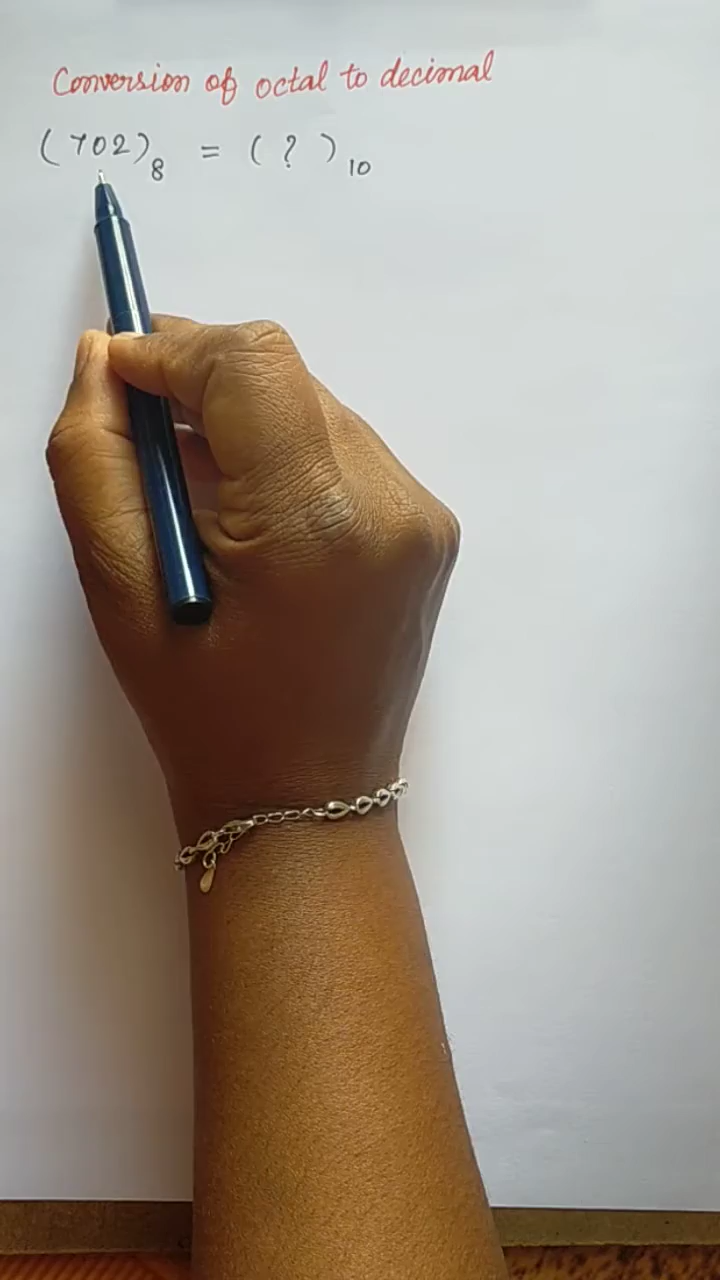 Conversion of octal to decimal
(702)₈ = (?)₁₀